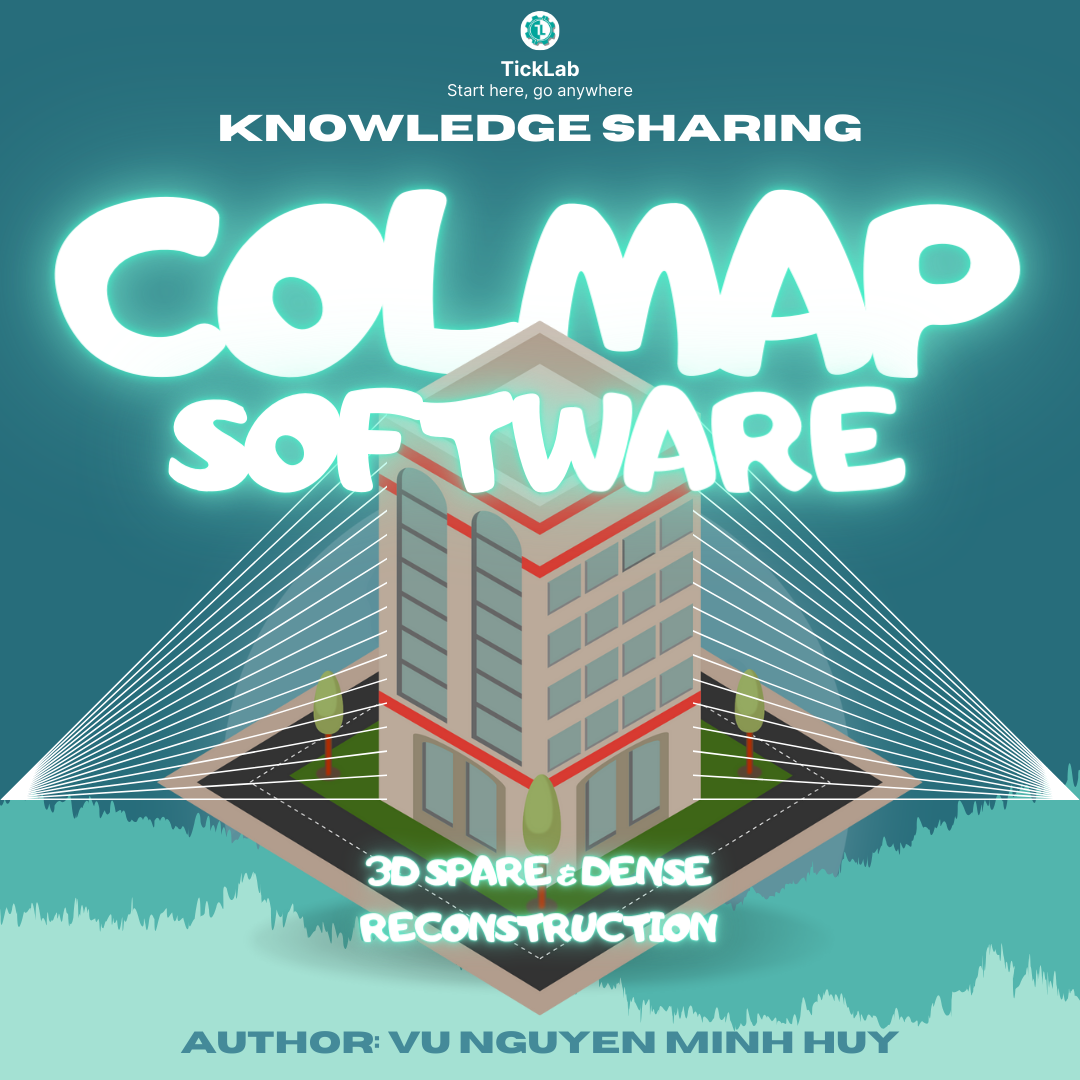 TickLab
Start here, go anywhere
KNOWLEDGE SHARING
COLMAP
SOFTWARE
3D SPARE & DENSE
RECONSTRUCTION
AUTHOR: VU NGUYEN MINH HUY